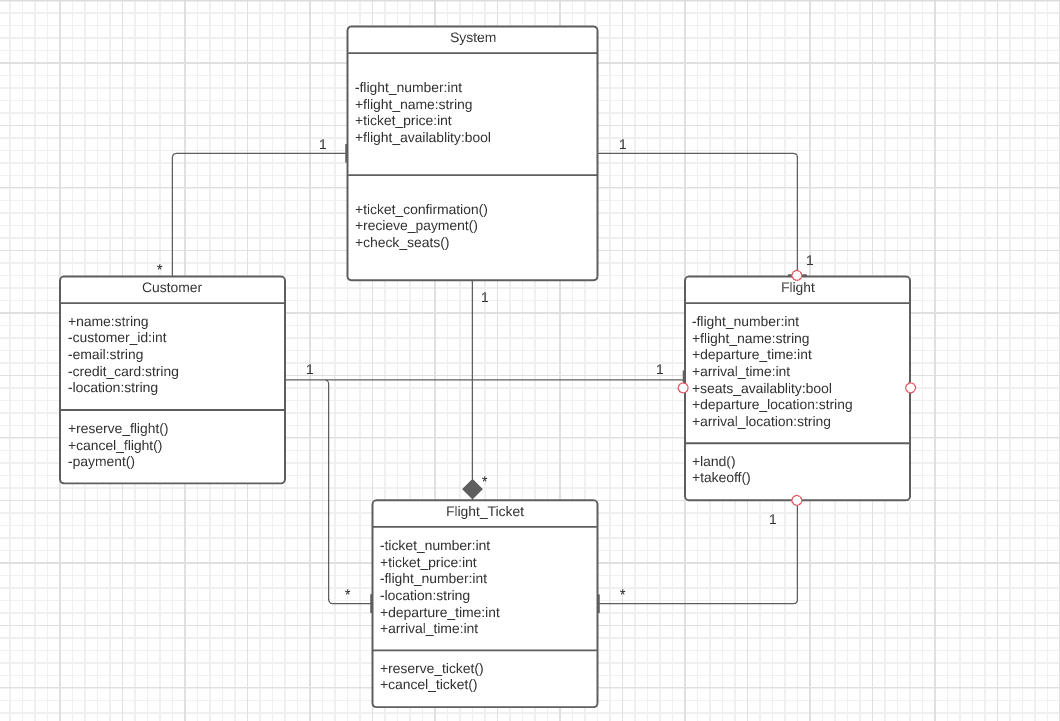 System
-flight_number:int
+flight_name:string
+ticket_price:int
+flight_availablity:bool
+ticket_confirmation()
+recieve_payment()
+check_seats()
1
1
*
1
1
Customer
+name:string
-customer_id:int
-email:string
-credit_card:string
-location:string
+reserve_flight()
+cancel_flight()
-payment()
1
1
Flight
-flight_number:int
+flight_name:string
+departure_time:int
+arrival_time:int
+seats_availablity:bool
+departure_location:string
+arrival_location:string
+land()
+takeoff()
*
1
Flight_Ticket
-ticket_number:int
+ticket_price:int
-flight_number:int
-location:string
+departure_time:int
+arrival_time:int
+reserve_ticket()
+cancel_ticket()
*
*